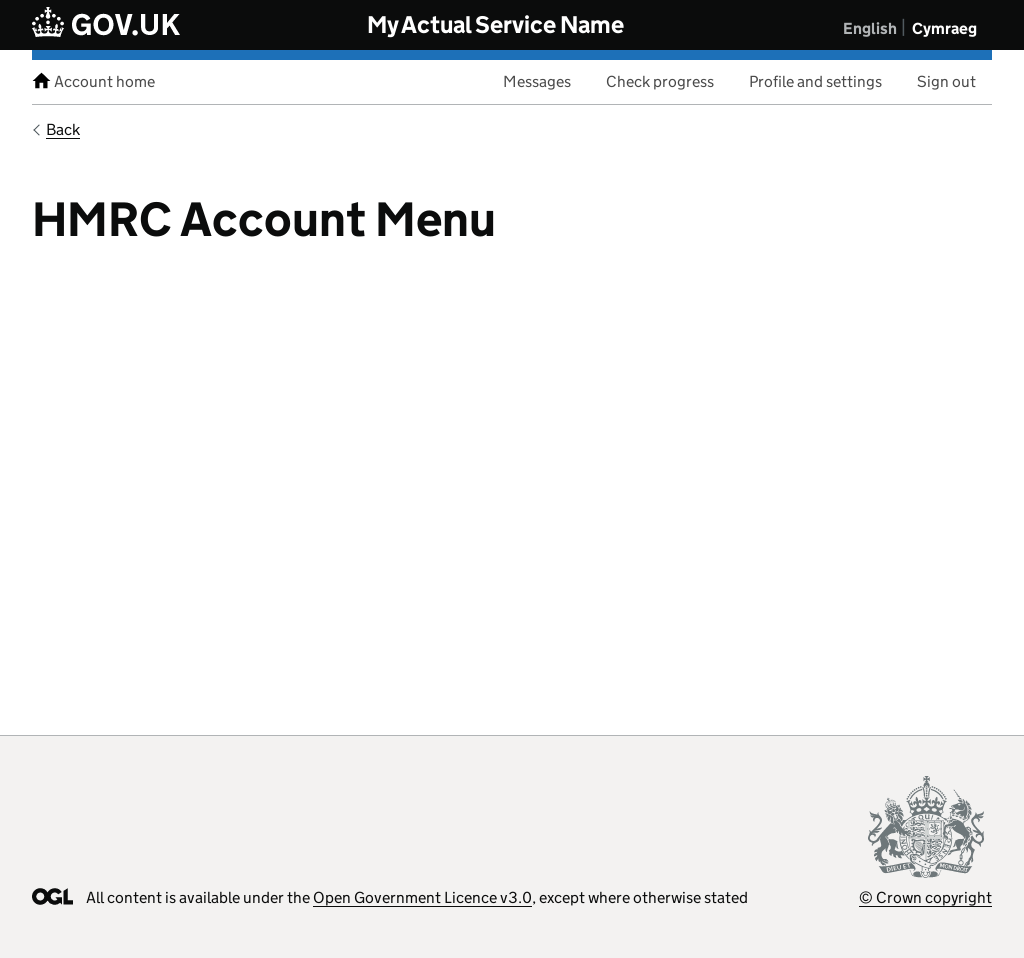 GOV.UK My Actual Service Name English Cymraeg
Account home Messages Check progress Profile and settings Sign out
Back
HMRC Account Menu
OGL All content is available under the Open Government Licence v3.0, except where otherwise stated © Crown copyright